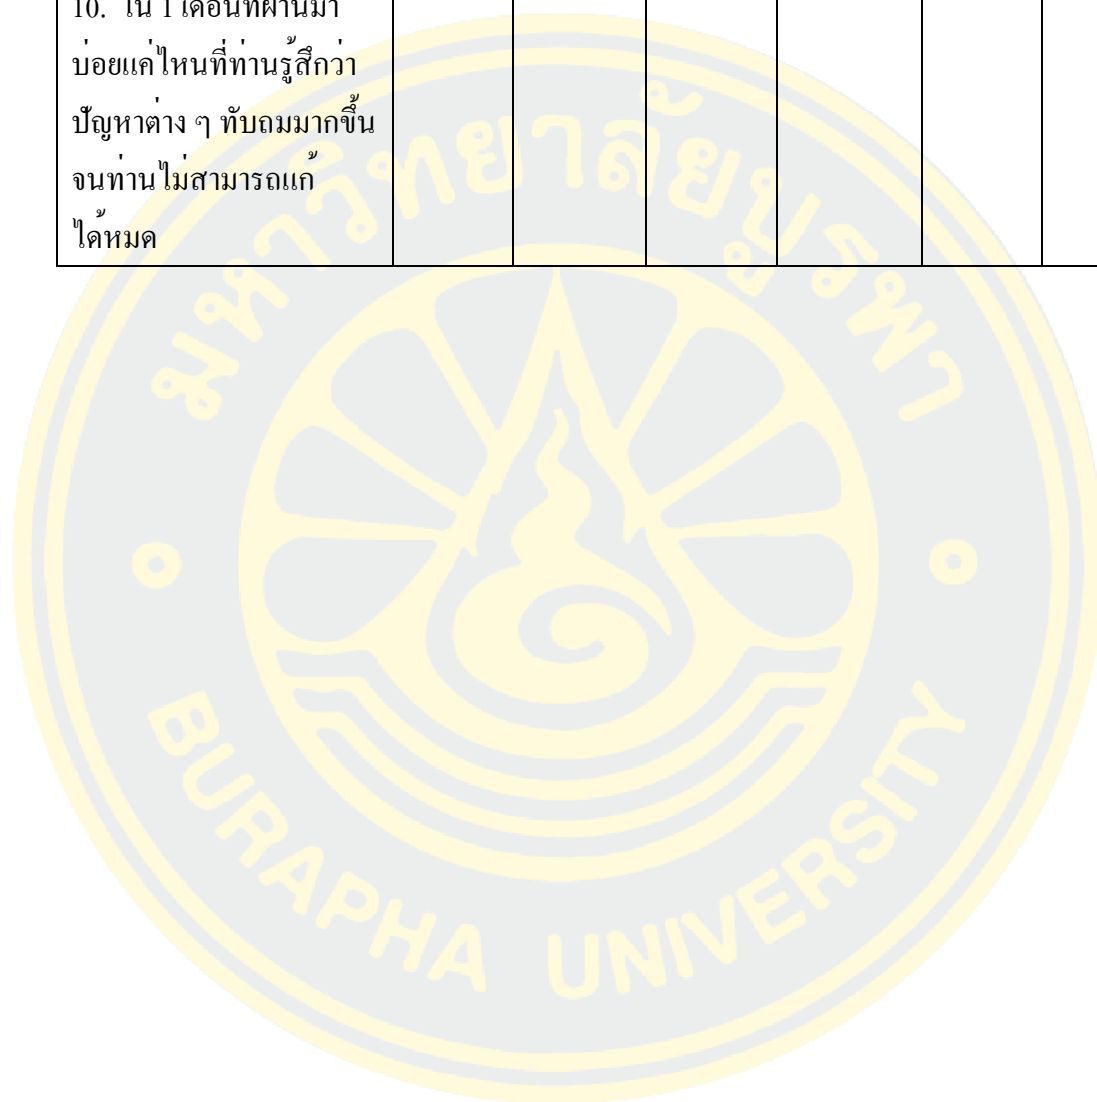 10. ใน 1 เดือนที่ผ่านมา
บ่อยแค่ไหนที่ท่านรู้สึกว่า
ปัญหาต่าง ๆ ทับถมมากขึ้น
จนท่านไม่สามารถแก้
ได้หมด
มหาวิทยาลัยบูรพา
BURAPHA UNIVERSITY